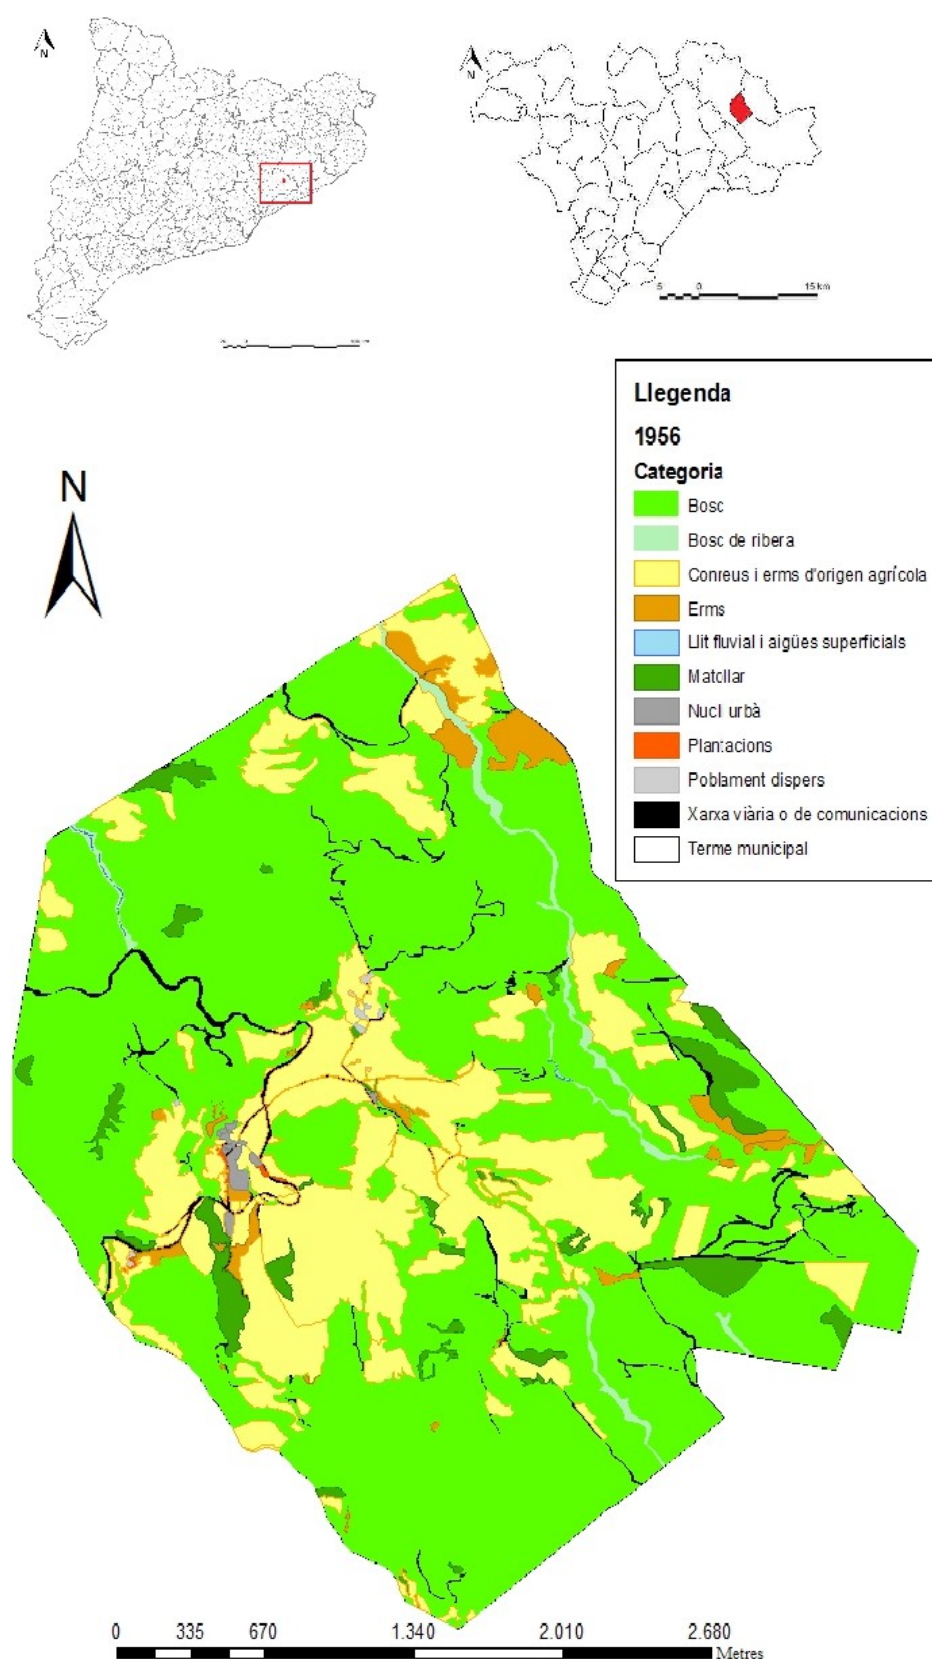 N
N
5 0 15 km
Llegenda
1956
Categoria
Bosc
Bosc de ribera
Conreus i erms d'origen agrícola
Erms
Llit fluvial i aigües superficials
Matollar
Nucli urbà
Plantacions
Poblament dispers
Xarxa viària o de comunicacions
Terme municipal
N
0 335 670 1.340 2.010 2.680
Metres